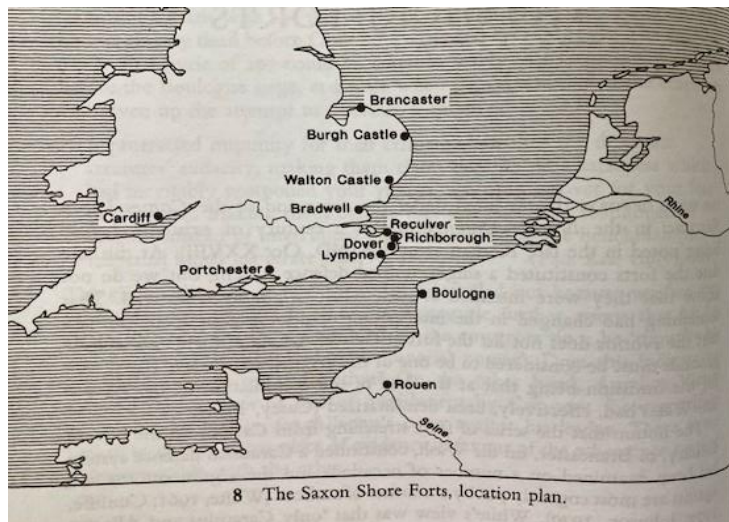 Brancaster
Burgh Castle
Walton Castle
Bradwell
Cardiff
Reculver
Richborough
Dover
Lympne
Portchester
Boulogne
Rouen
Rhine
Seine
8 The Saxon Shore Forts, location plan.